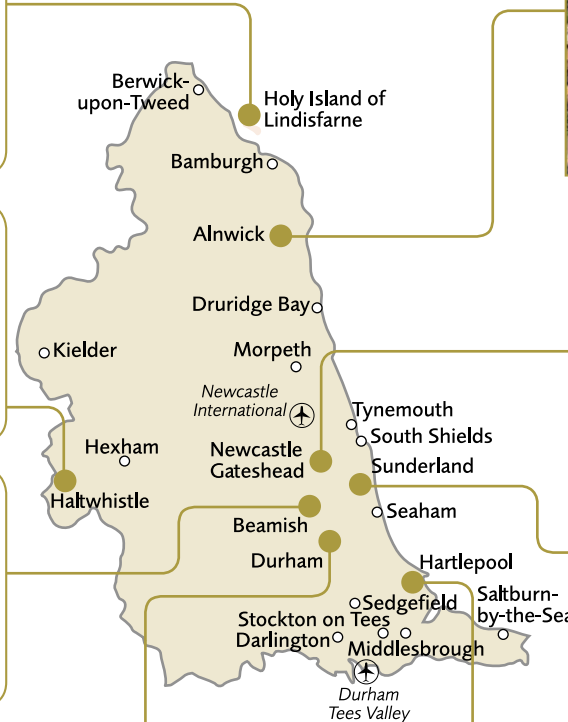 Berwick-
upon-Tweed
Holy Island of
Lindisfarne
Bamburgh
Alnwick
Druridge Bay
Kielder
Morpeth
Newcastle
International
Tynemouth
South Shields
Hexham
Newcastle
Gateshead
Sunderland
Haltwhistle
Seaham
Beamish
Durham
Hartlepool
Sedgefield
Saltburn-
by-the-Sea
Stockton on Tees
Darlington
Middlesbrough
Durham
Tees Valley